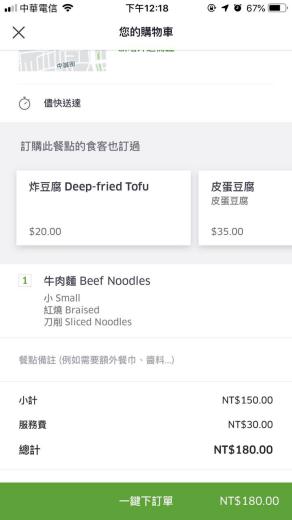 中華電信 下午12:18 67%
您的購物車
中誠街
儘快送達
訂購此餐點的食客也訂過
炸豆腐 Deep-fried Tofu 皮蛋豆腐
皮蛋豆腐
$20.00 $35.00
1 牛肉麵 Beef Noodles
小 Small
紅燒 Braised
刀削 Sliced Noodles
餐點備註 (例如需要額外餐巾、醬料...)
小計 NT$150.00
服務費 NT$30.00
總計 NT$180.00
一鍵下訂單 NT$180.00